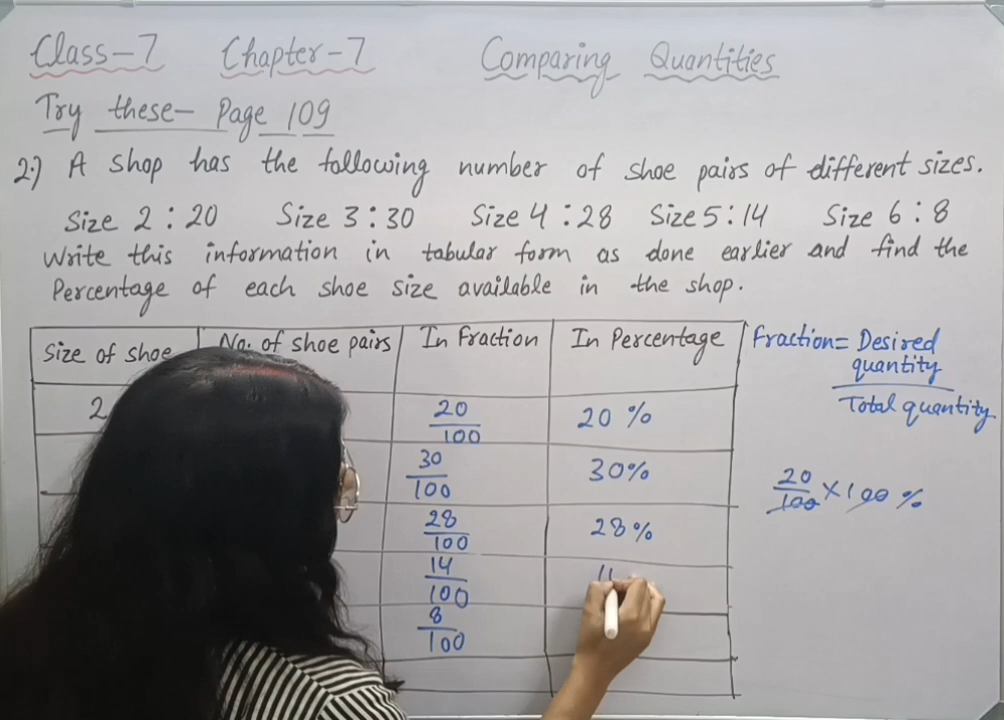 Class-7 Chapter-7 Comparing Quantities
Try these- Page 109
2.) A shop has the following number of shoe pairs of different sizes.
Size 2 : 20 Size 3 : 30 Size 4 : 28 Size 5 : 14 Size 6 : 8
Write this information in tabular form as done earlier and find the
Percentage of each shoe size available in the shop.
Size of shoe No. of shoe pairs In Fraction In Percentage
2 20/100 20 %
30/100 30%
28/100 28%
14/100
8/100
Fraction = Desired
quantity
Total quantity
20/100 × 100 %